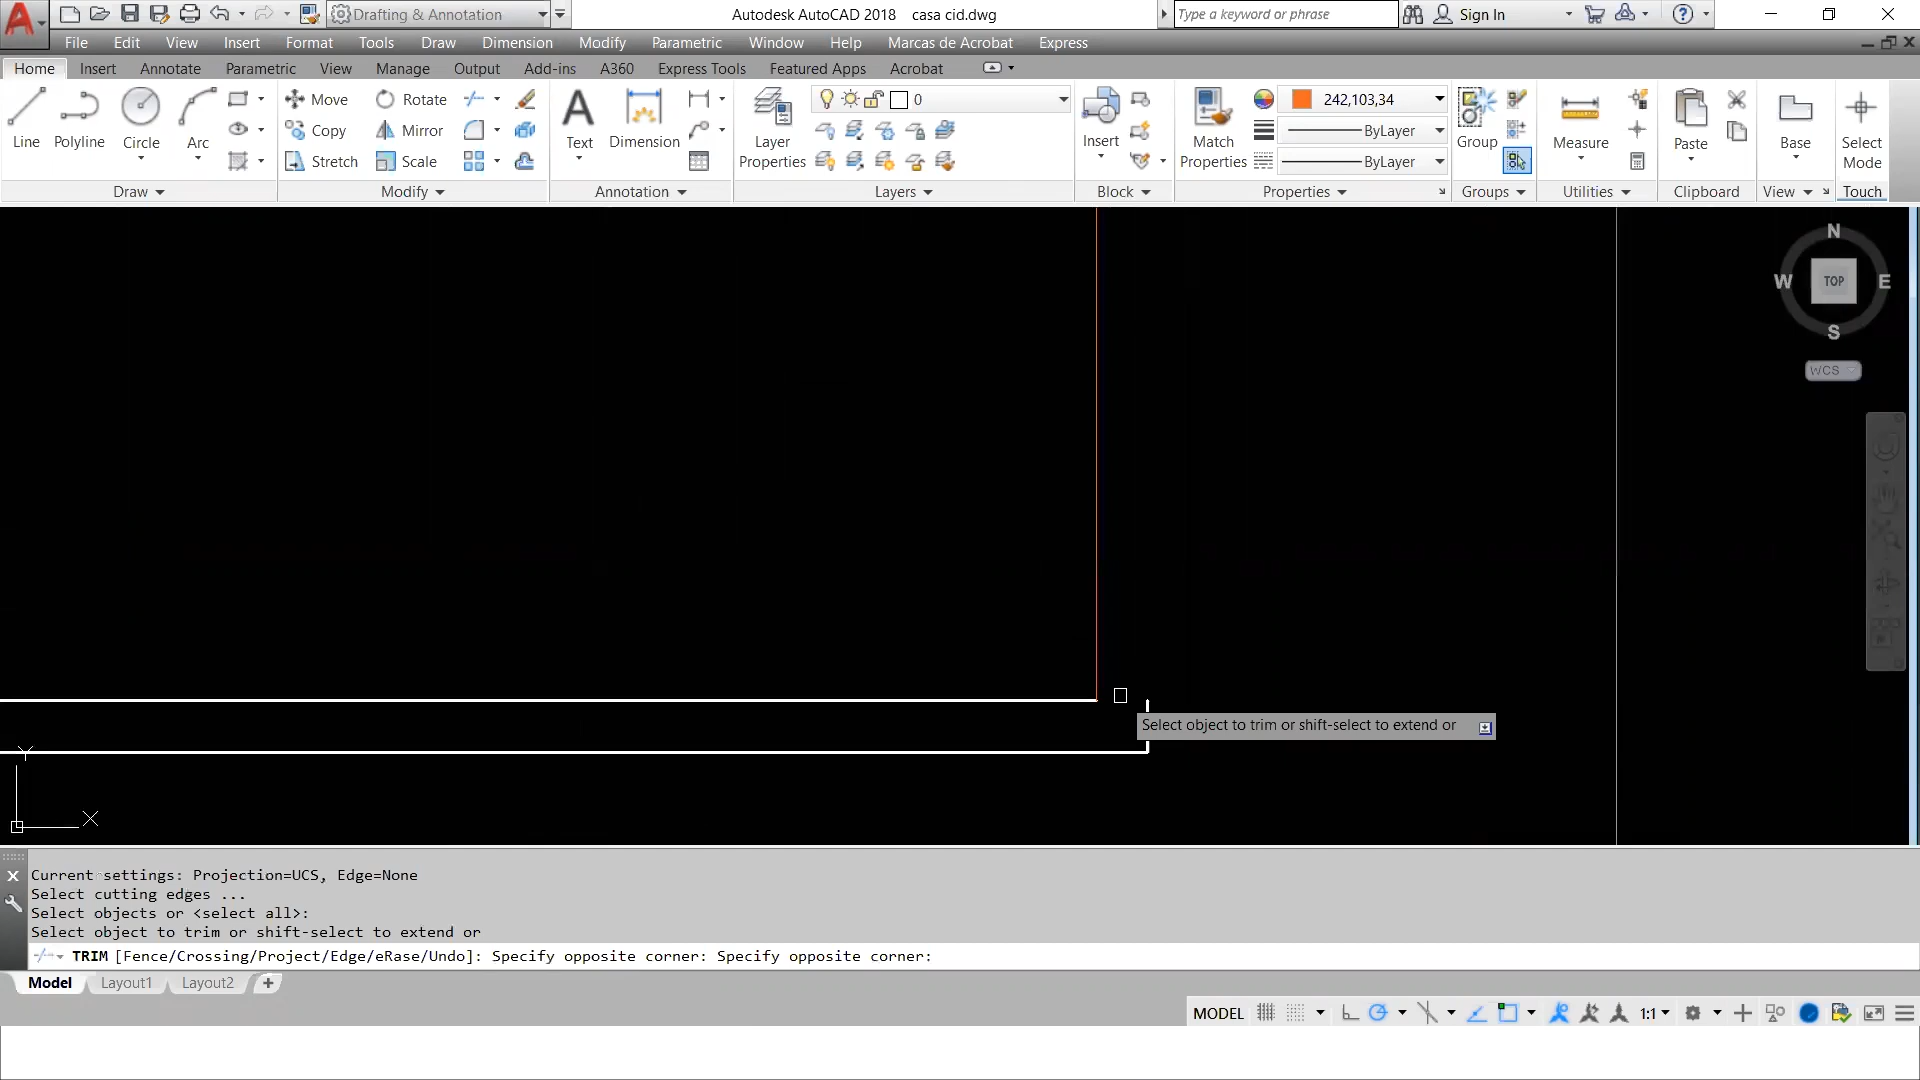 Drafting & Annotation
Autodesk AutoCAD 2018 casa cid.dwg
Type a keyword or phrase
Sign In
File Edit View Insert Format Tools Draw Dimension Modify Parametric Window Help Marcas de Acrobat Express
Home Insert Annotate Parametric View Manage Output Add-ins A360 Express Tools Featured Apps Acrobat
Line Polyline Circle Arc
Move Rotate
Copy Mirror
Stretch Scale
Text Dimension
Layer
Properties
0
Insert
Match
Properties
242,103,34
ByLayer
ByLayer
Group
Measure
Paste
Base
Select
Mode
Draw Modify Annotation Layers Block Properties Groups Utilities Clipboard View Touch
N
W TOP E
S
WCS
Select object to trim or shift-select to extend or
Y
X
Current settings: Projection=UCS, Edge=None
Select cutting edges ...
Select objects or <select all>:
Select object to trim or shift-select to extend or
TRIM [Fence/Crossing/Project/Edge/eRase/Undo]: Specify opposite corner: Specify opposite corner:
Model Layout1 Layout2 +
MODEL 1:1